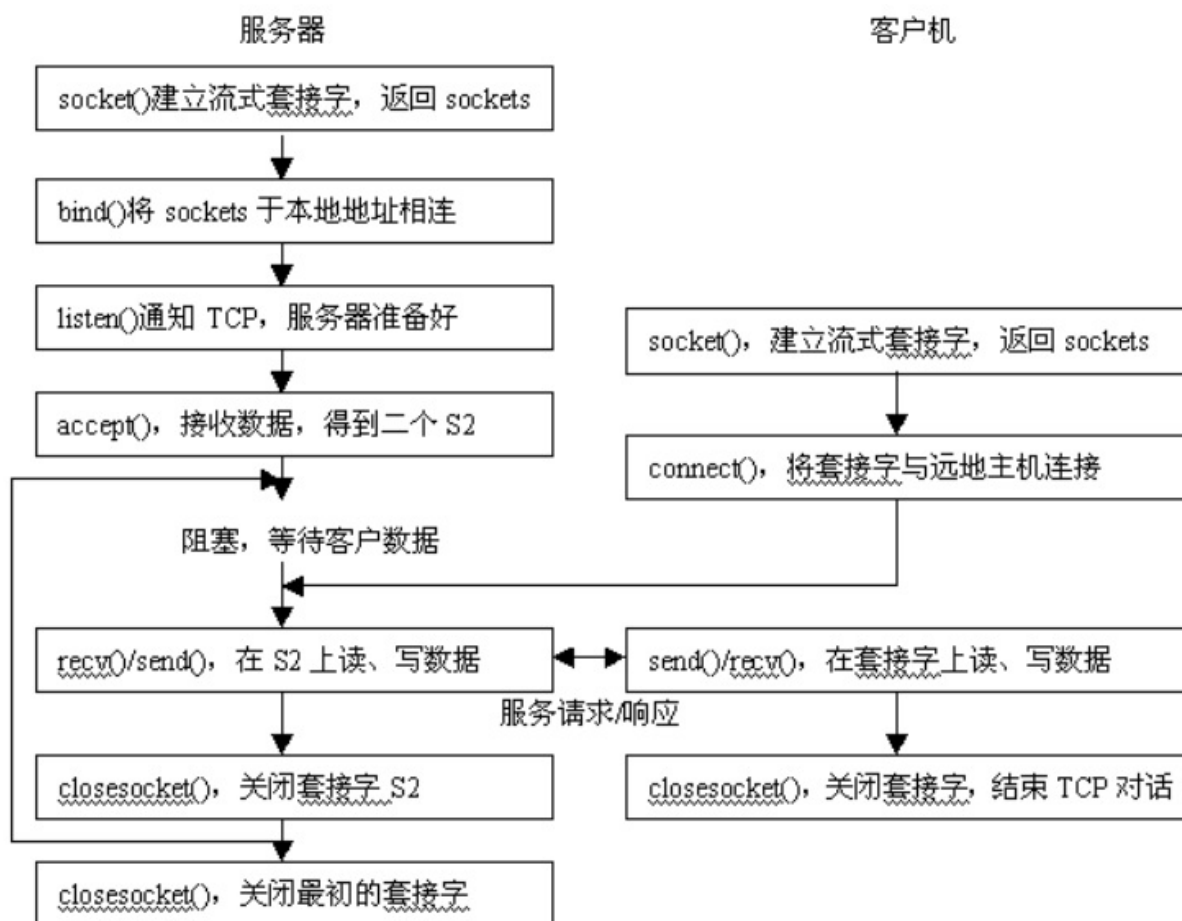 服务器
客户机
socket()建立流式套接字，返回 sockets
bind()将 sockets 于本地地址相连
listen()通知 TCP，服务器准备好
accept()，接收数据，得到二个 S2
阻塞，等待客户数据
recv()/send()，在 S2 上读、写数据
closesocket()，关闭套接字 S2
closesocket()，关闭最初的套接字
socket()，建立流式套接字，返回 sockets
connect()，将套接字与远地主机连接
send()/recv()，在套接字上读、写数据
服务请求/响应
closesocket()，关闭套接字，结束 TCP 对话